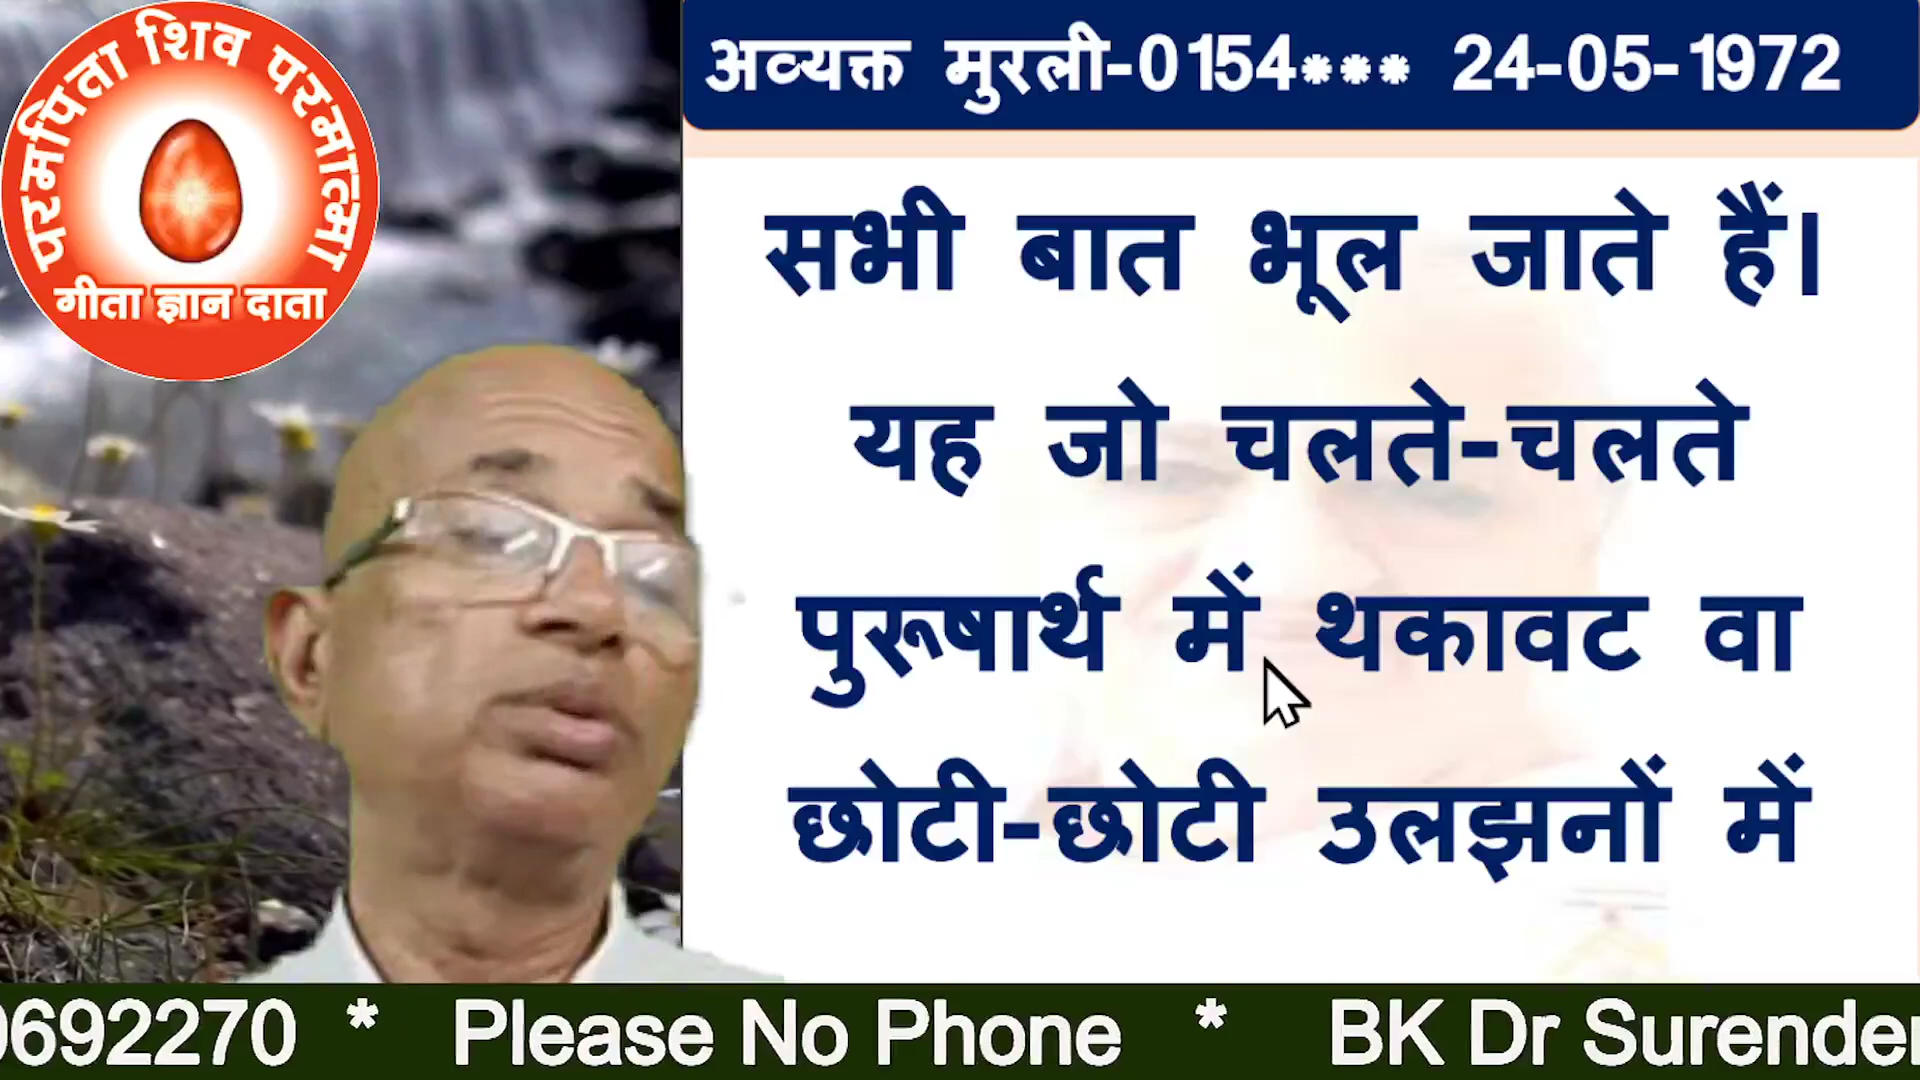 परमपिता शिव परमात्मा
गीता ज्ञान दाता
अव्यक्त मुरली-0154*** 24-05-1972
सभी बात भूल जाते हैं।
यह जो चलते-चलते
पुरूषार्थ में थकावट वा
छोटी-छोटी उलझनों में
0692270 * Please No Phone * BK Dr Surender